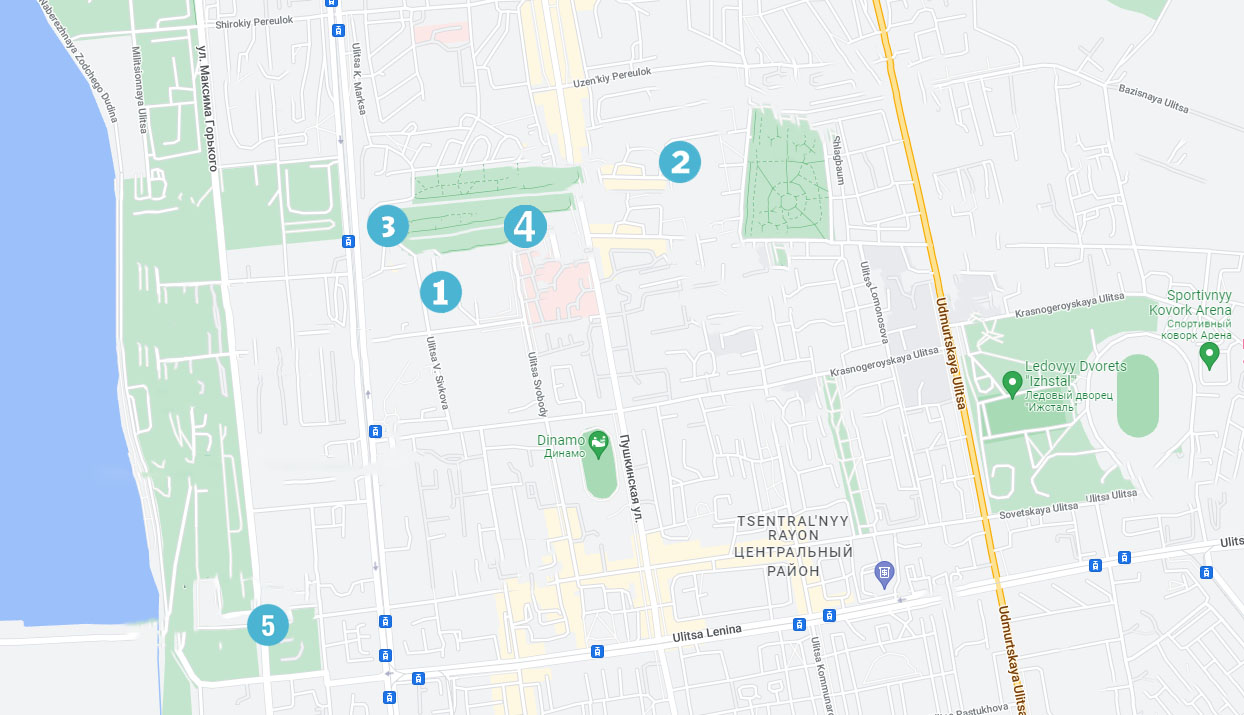 Shirokiy Pereulok
Naberezhnaya Zodchego Dudina
Militsionnaya Ulitsa
ул. Максима Горького
Ulitsa K. Marksa
Uzen'kiy Pereulok
Bazisnaya Ulitsa
Shlagbaum
2
3
4
1
Ulitsa Lomonosova
Udmurtskaya Ulitsa
Krasnogeroyskaya Ulitsa
Sportivnyy
Kovork Arena
Спортивный
коворк Арена
Ulitsa V. Sivkova
Ulitsa Svobody
Krasnogeroyskaya Ulitsa
Ledovyy Dvorets
"Izhstal"
Ледовый дворец
"Ижсталь"
Dinamo
Динамо
Пушкинская ул.
Sovetskaya Ulitsa
Ulitsa Ulitsa
TSENTRAL'NYY
RAYON
ЦЕНТРАЛЬНЫЙ
РАЙОН
Ulits
5
Ulitsa Lenina
Ulitsa Kommunaro
Udmurtskaya Ulitsa
Pastukhova